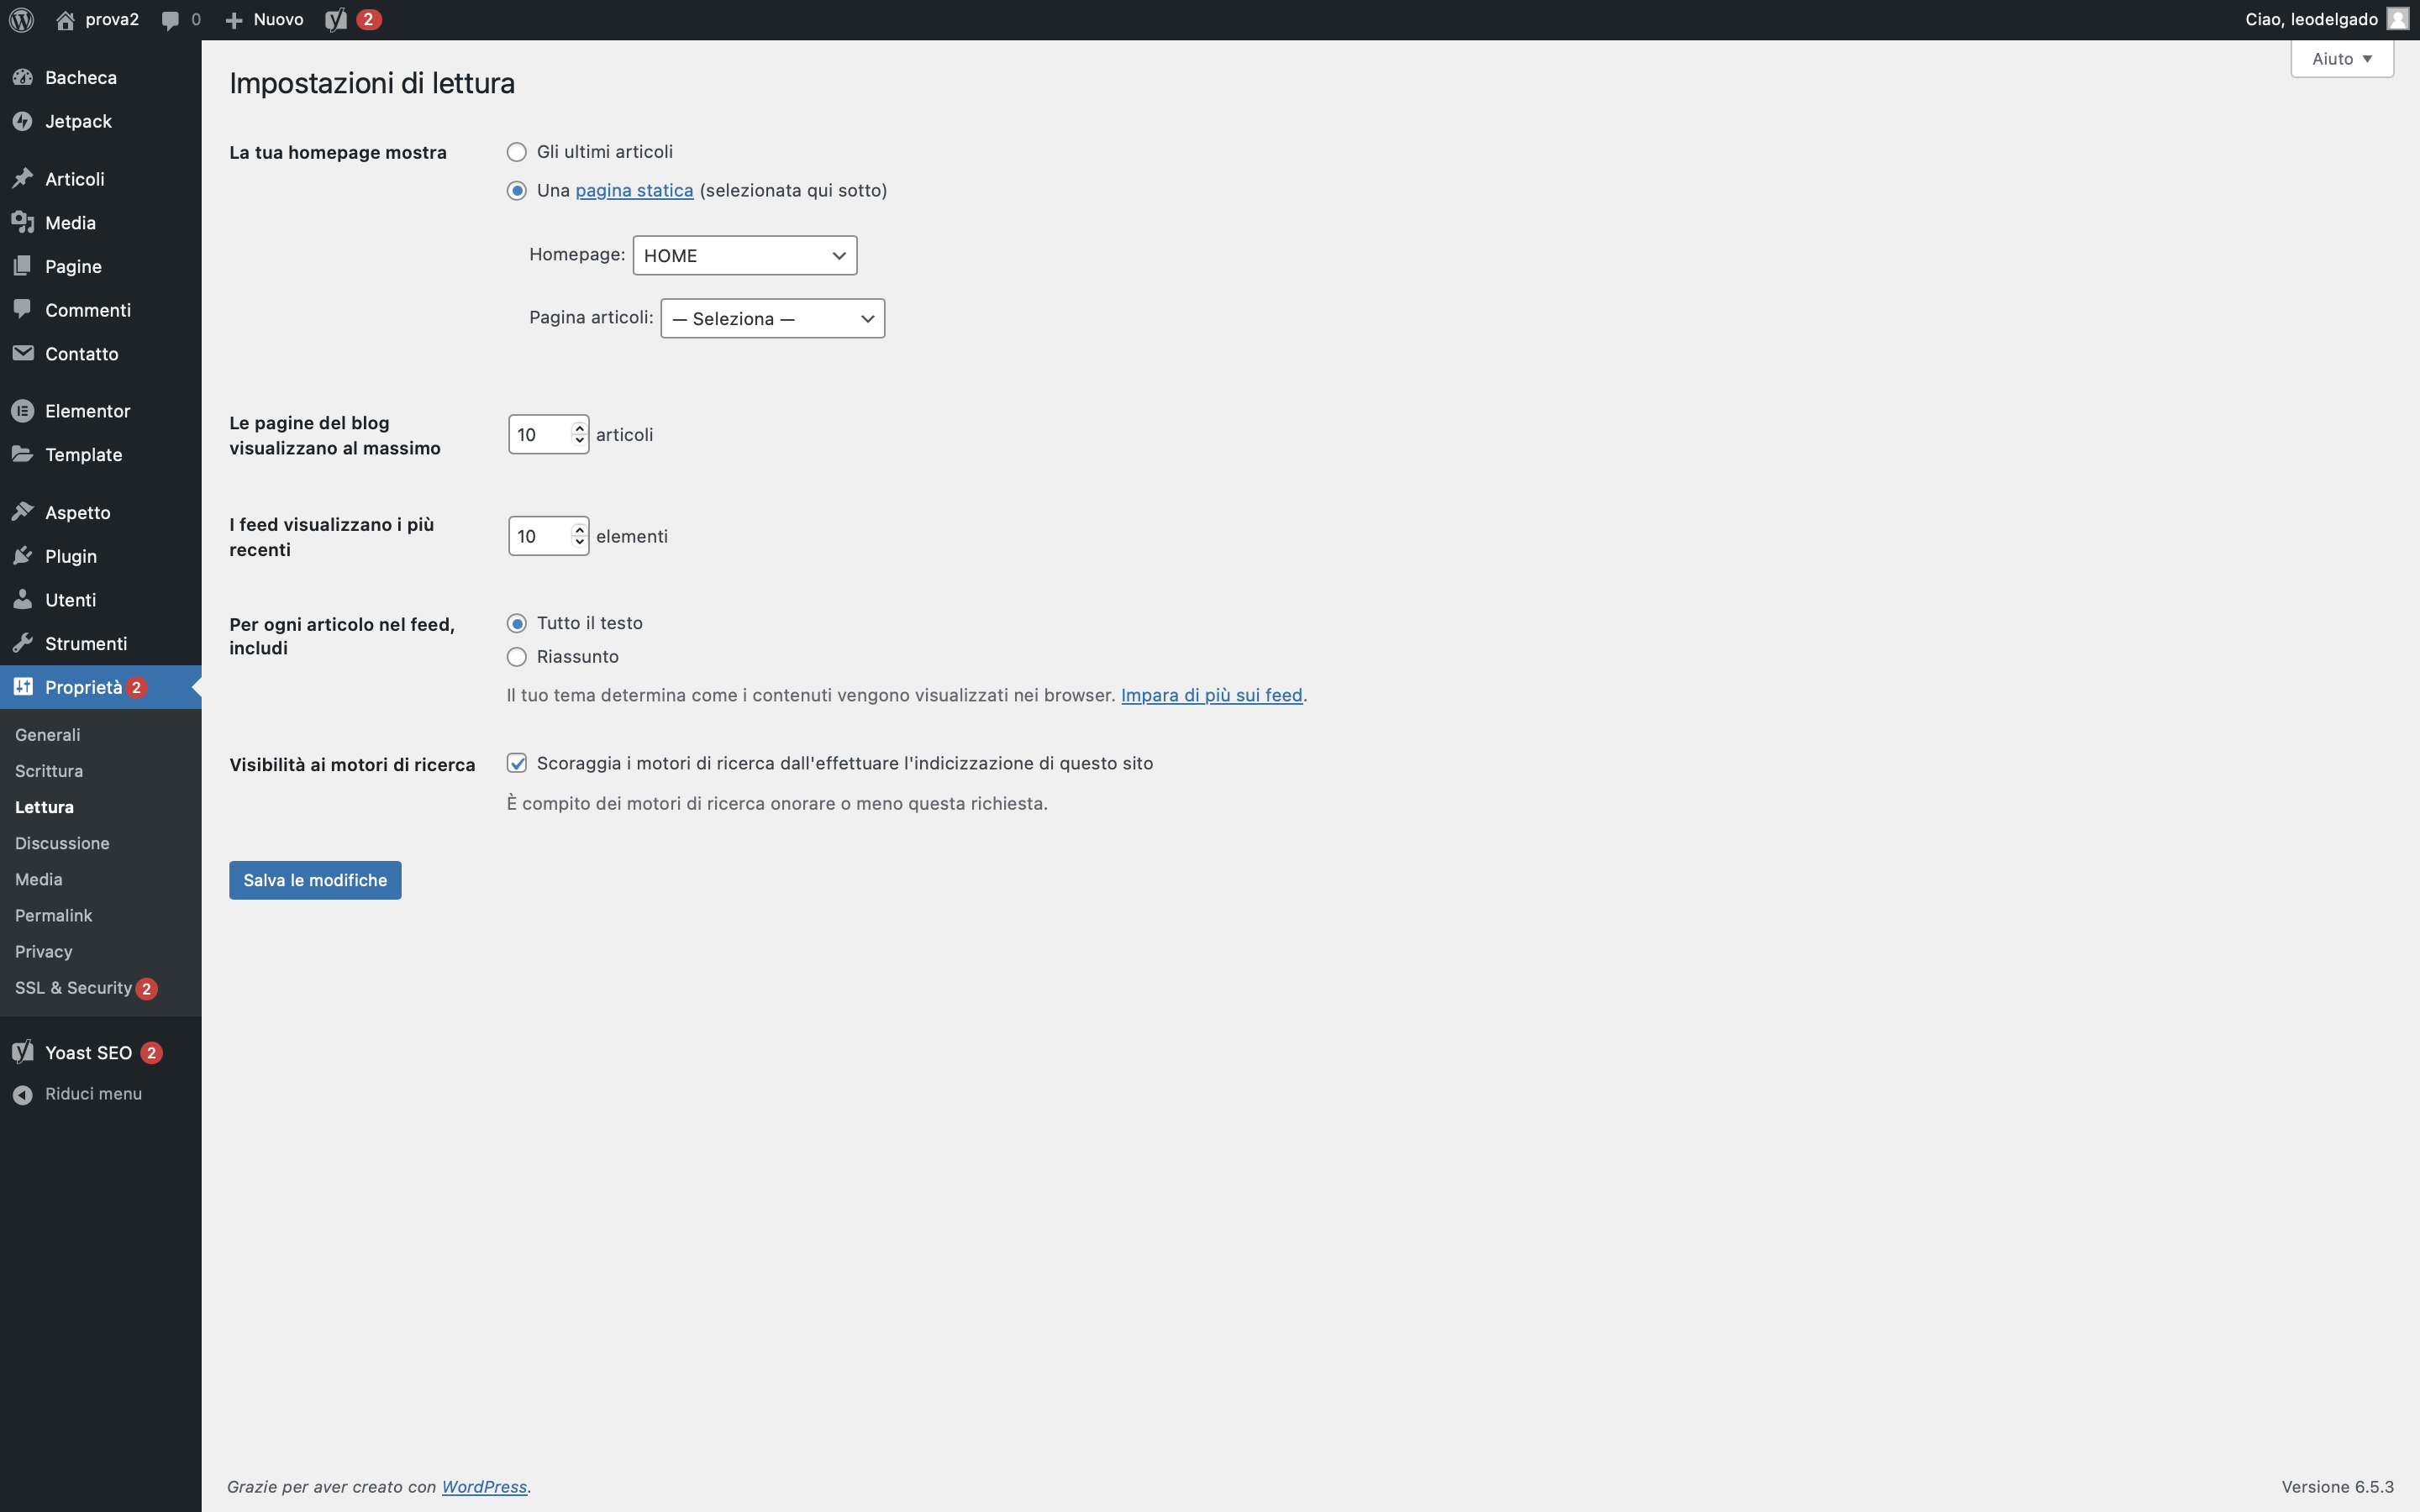 prova2
0
Nuovo
2
Ciao, leodelgado
Bacheca
Jetpack
Articoli
Media
Pagine
Commenti
Contatto
Elementor
Template
Aspetto
Plugin
Utenti
Strumenti
Proprietà 2
Generali
Scrittura
Lettura
Discussione
Media
Permalink
Privacy
SSL & Security 2
Yoast SEO 2
Riduci menu
Aiuto
Impostazioni di lettura
La tua homepage mostra
Gli ultimi articoli
Una pagina statica (selezionata qui sotto)
Homepage: HOME
Pagina articoli: — Seleziona —
Le pagine del blog
visualizzano al massimo
10 articoli
I feed visualizzano i più
recenti
10 elementi
Per ogni articolo nel feed,
includi
Tutto il testo
Riassunto
Il tuo tema determina come i contenuti vengono visualizzati nei browser. Impara di più sui feed.
Visibilità ai motori di ricerca
Scoraggia i motori di ricerca dall'effettuare l'indicizzazione di questo sito
È compito dei motori di ricerca onorare o meno questa richiesta.
Salva le modifiche
Grazie per aver creato con WordPress.
Versione 6.5.3